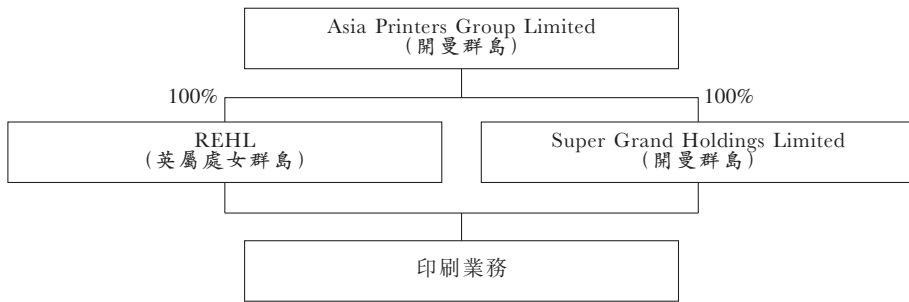 Asia Printers Group Limited
(開曼群島)
100%
100%
REHL
(英屬處女群島)
Super Grand Holdings Limited
(開曼群島)
印刷業務